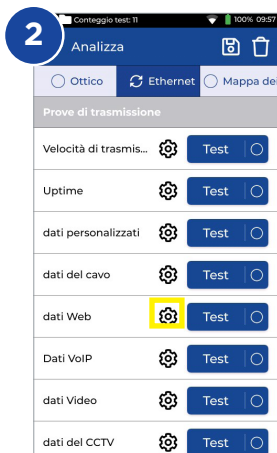 2
Conteggio test: 11
100% 09:57
Analizza
Ottico
Ethernet
Mappa dei
Prove di trasmissione
Velocità di trasmis... Test
Uptime Test
dati personalizzati Test
dati del cavo Test
dati Web Test
Dati VoIP Test
dati Video Test
dati del CCTV Test